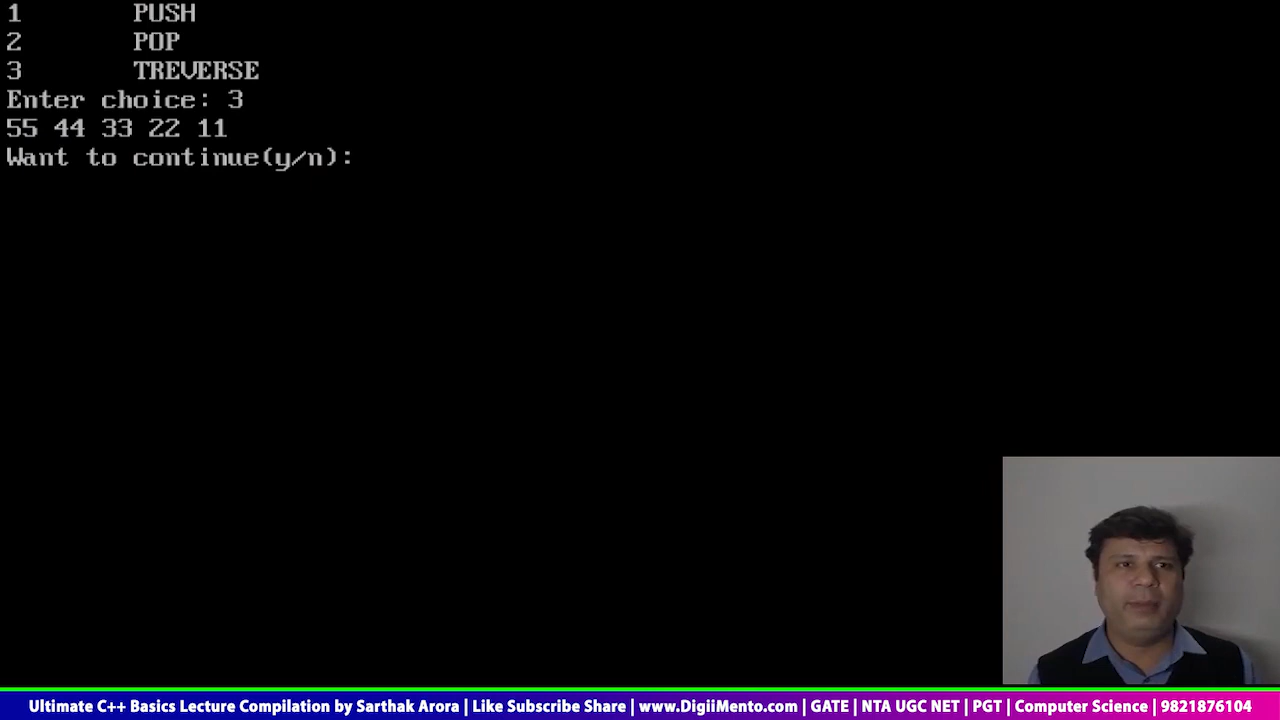 1 PUSH
2 POP
3 TREVERSE
Enter choice: 3
55 44 33 22 11
Want to continue(y/n):
Ultimate C++ Basics Lecture Compilation by Sarthak Arora | Like Subscribe Share | www.DigiiMento.com | GATE | NTA UGC NET | PGT | Computer Science | 9821876104